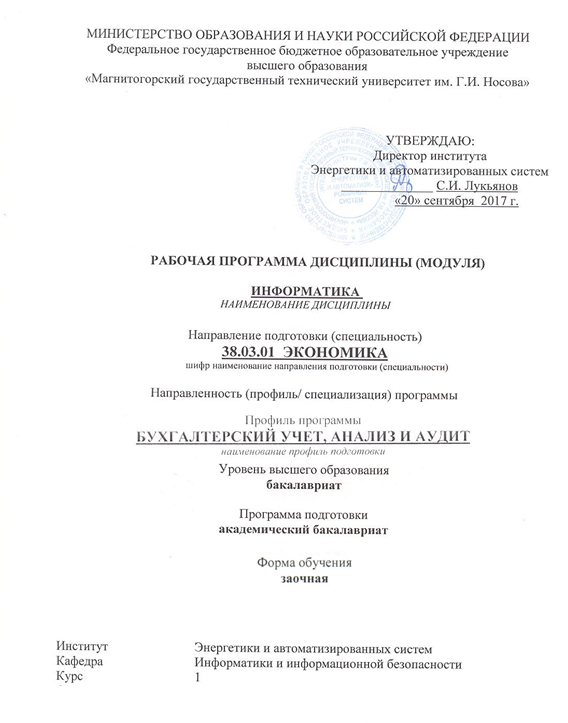 МИНИСТЕРСТВО ОБРАЗОВАНИЯ И НАУКИ РОССИЙСКОЙ ФЕДЕРАЦИИ
Федеральное государственное бюджетное образовательное учреждение
высшего образования
«Магнитогорский государственный технический университет им. Г.И. Носова»
УТВЕРЖДАЮ:
Директор института
Энергетики и автоматизированных систем
С.И. Лукьянов
«20» сентября 2017 г.
РАБОЧАЯ ПРОГРАММА ДИСЦИПЛИНЫ (МОДУЛЯ)
ИНФОРМАТИКА
НАИМЕНОВАНИЕ ДИСЦИПЛИНЫ
Направление подготовки (специальность)
38.03.01 ЭКОНОМИКА
шифр наименование направления подготовки (специальности)
Направленность (профиль/ специализация) программы
Профиль программы
БУХГАЛТЕРСКИЙ УЧЕТ, АНАЛИЗ И АУДИТ
наименование профиль подготовки
Уровень высшего образования
бакалавриат
Программа подготовки
академический бакалавриат
Форма обучения
заочная
Институт Энергетики и автоматизированных систем
Кафедра Информатики и информационной безопасности
Курс 1